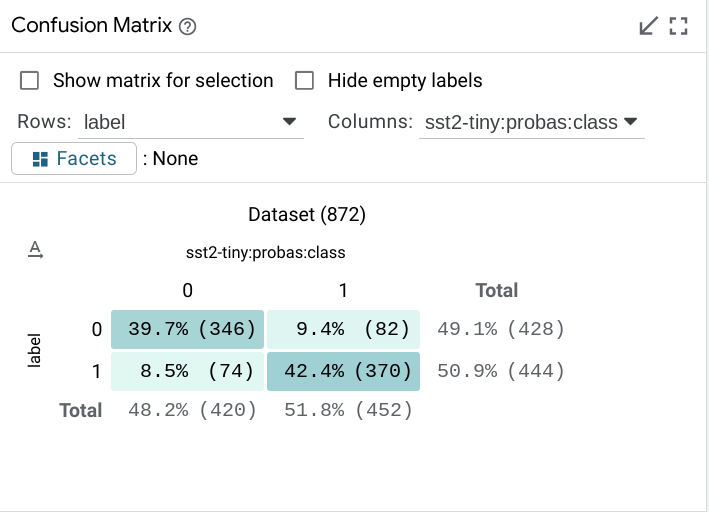 Confusion Matrix ?
Show matrix for selection Hide empty labels
Rows: label Columns: sst2-tiny:probas:class
Facets : None
Dataset (872)
A
sst2-tiny:probas:class
0 1 Total
label
0 39.7% (346) 9.4% (82) 49.1% (428)
1 8.5% (74) 42.4% (370) 50.9% (444)
Total 48.2% (420) 51.8% (452)